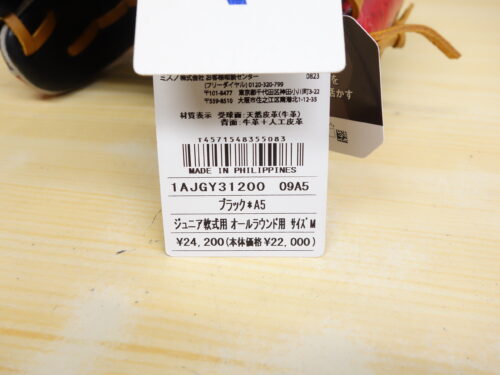 ミズノ株式会社 お客様相談センター 0823
(フリーダイヤル)0120-320-799
〒101-8477 東京都千代田区神田小川町3-22
〒559-8510 大阪市住之江区南港北1-12-35
材質表示 受球面:天然皮革(牛革)
背面:牛革+人工皮革
T4571548355083
MADE IN PHILIPPINES
1AJGY31200 09A5
ブラック*A5
ジュニア軟式用 オールラウンド用 サイズM
¥24,200(本体価格¥22,000)
を
活かす